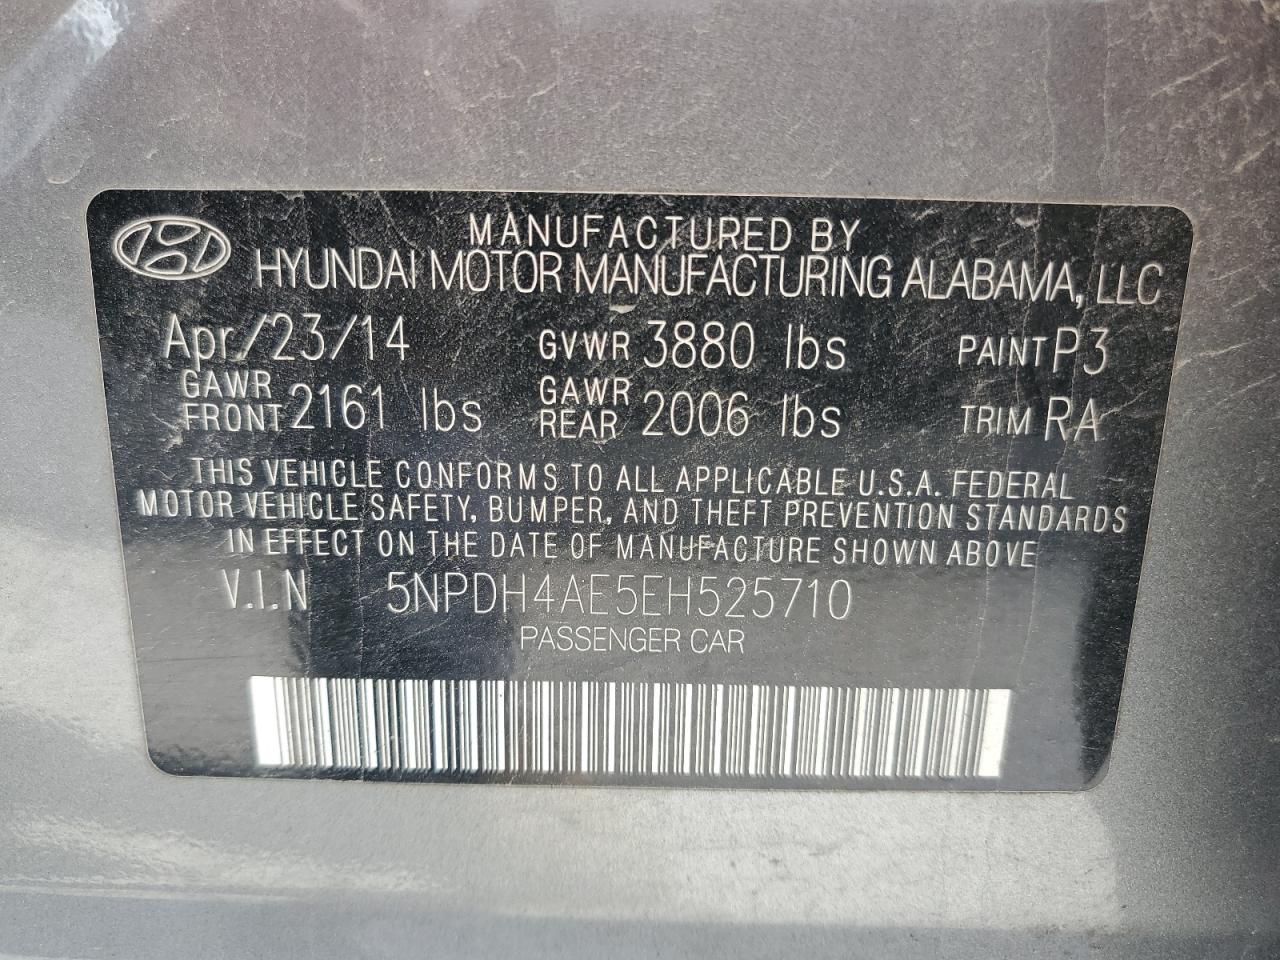 MANUFACTURED BY
HYUNDAI MOTOR MANUFACTURING ALABAMA, LLC
Apr/23/14 GVWR 3880 lbs PAINT P3
GAWR FRONT 2161 lbs GAWR REAR 2006 lbs TRIM RA
THIS VEHICLE CONFORMS TO ALL APPLICABLE U.S.A. FEDERAL
MOTOR VEHICLE SAFETY, BUMPER, AND THEFT PREVENTION STANDARDS
IN EFFECT ON THE DATE OF MANUFACTURE SHOWN ABOVE
V.I.N 5NPDH4AE5EH525710
PASSENGER CAR